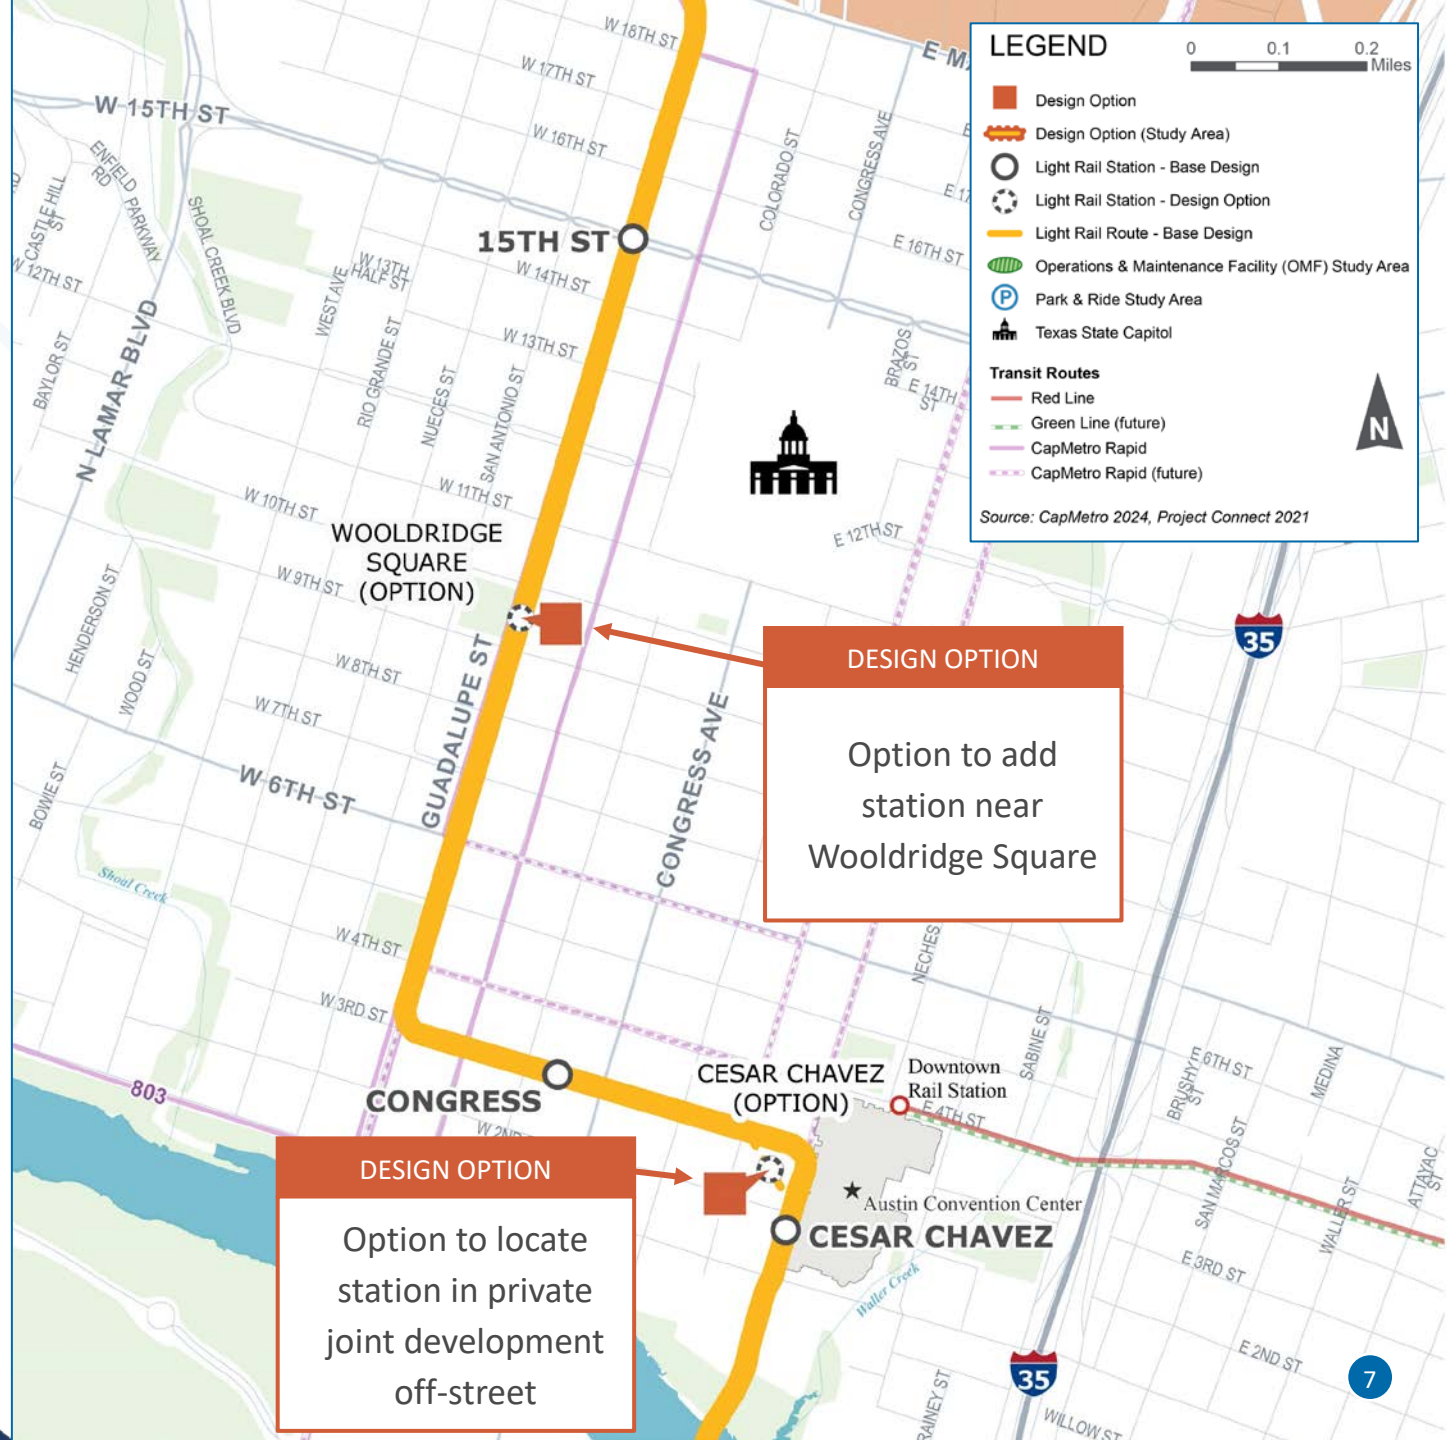 LEGEND
0 0.1 0.2
Miles
Design Option
Design Option (Study Area)
Light Rail Station - Base Design
Light Rail Station - Design Option
Light Rail Route - Base Design
Operations & Maintenance Facility (OMF) Study Area
P
Park & Ride Study Area
Texas State Capitol
Transit Routes
Red Line
Green Line (future)
CapMetro Rapid
CapMetro Rapid (future)
N
Source: CapMetro 2024, Project Connect 2021
W 18TH ST
W 17TH ST
W 15TH ST
W 16TH ST
ENFIELD
RD
PARKWAY
CASTLE HILL
ST
SHOAL CREEK BLVD
COLORADO ST
CONGRESS AVE
E 16TH ST
15TH ST
W 14TH ST
W 13TH
HALF ST
W 12TH ST
WEST AVE
W 13TH ST
RIO GRANDE ST
NUECES ST
SAN ANTONIO ST
BAYLOR ST
N LAMAR BLVD
BRAZOS
ST
E 14TH
ST
W 11TH ST
W 10TH ST
E 12TH ST
WOOLDRIDGE
SQUARE
(OPTION)
W 9TH ST
HENDERSON ST
WOOD ST
W 8TH ST
W 7TH ST
GUADALUPE ST
W 6TH ST
BOWIE ST
CONGRESS AVE
35
DESIGN OPTION
Option to add
station near
Wooldridge Square
Shoal Creek
W 4TH ST
W 3RD ST
NECHES
SABINE ST
803
CONGRESS
W 2ND
CESAR CHAVEZ
(OPTION)
Downtown
Rail Station
E 4TH ST
E 6TH ST
BRUSHY
ST
MEDINA
SAN MARCOS ST
WALLER ST
ATTAYAC
ST
DESIGN OPTION
Option to locate
station in private
joint development
off-street
Austin Convention Center
CESAR CHAVEZ
Waller Creek
E 3RD ST
E 2ND ST
35
RAINEY ST
WILLOW ST
7